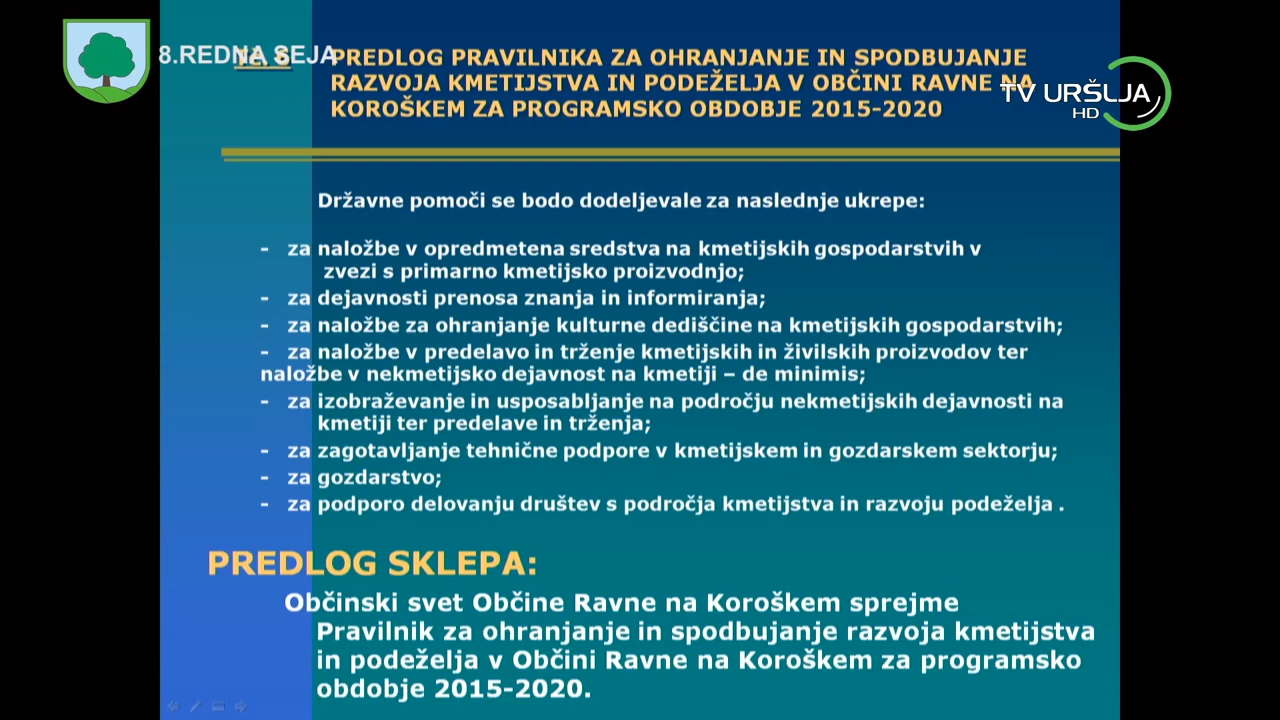 8.REDNA SEJA
PREDLOG PRAVILNIKA ZA OHRANJANJE IN SPODBUJANJE
RAZVOJA KMETIJSTVA IN PODEŽELJA V OBČINI RAVNE NA
KOROŠKEM ZA PROGRAMSKO OBDOBJE 2015-2020
TV URŠLJA
HD
Državne pomoči se bodo dodeljevale za naslednje ukrepe:
- za naložbe v opredmetena sredstva na kmetijskih gospodarstvih v
zvezi s primarno kmetijsko proizvodnjo;
- za dejavnosti prenosa znanja in informiranja;
- za naložbe za ohranjanje kulturne dediščine na kmetijskih gospodarstvih;
- za naložbe v predelavo in trženje kmetijskih in živilskih proizvodov ter
naložbe v nekmetijsko dejavnost na kmetiji – de minimis;
- za izobraževanje in usposabljanje na področju nekmetijskih dejavnosti na
kmetiji ter predelave in trženja;
- za zagotavljanje tehnične podpore v kmetijskem in gozdarskem sektorju;
- za gozdarstvo;
- za podporo delovanju društev s področja kmetijstva in razvoju podeželja .
PREDLOG SKLEPA:
Občinski svet Občine Ravne na Koroškem sprejme
Pravilnik za ohranjanje in spodbujanje razvoja kmetijstva
in podeželja v Občini Ravne na Koroškem za programsko
obdobje 2015-2020.